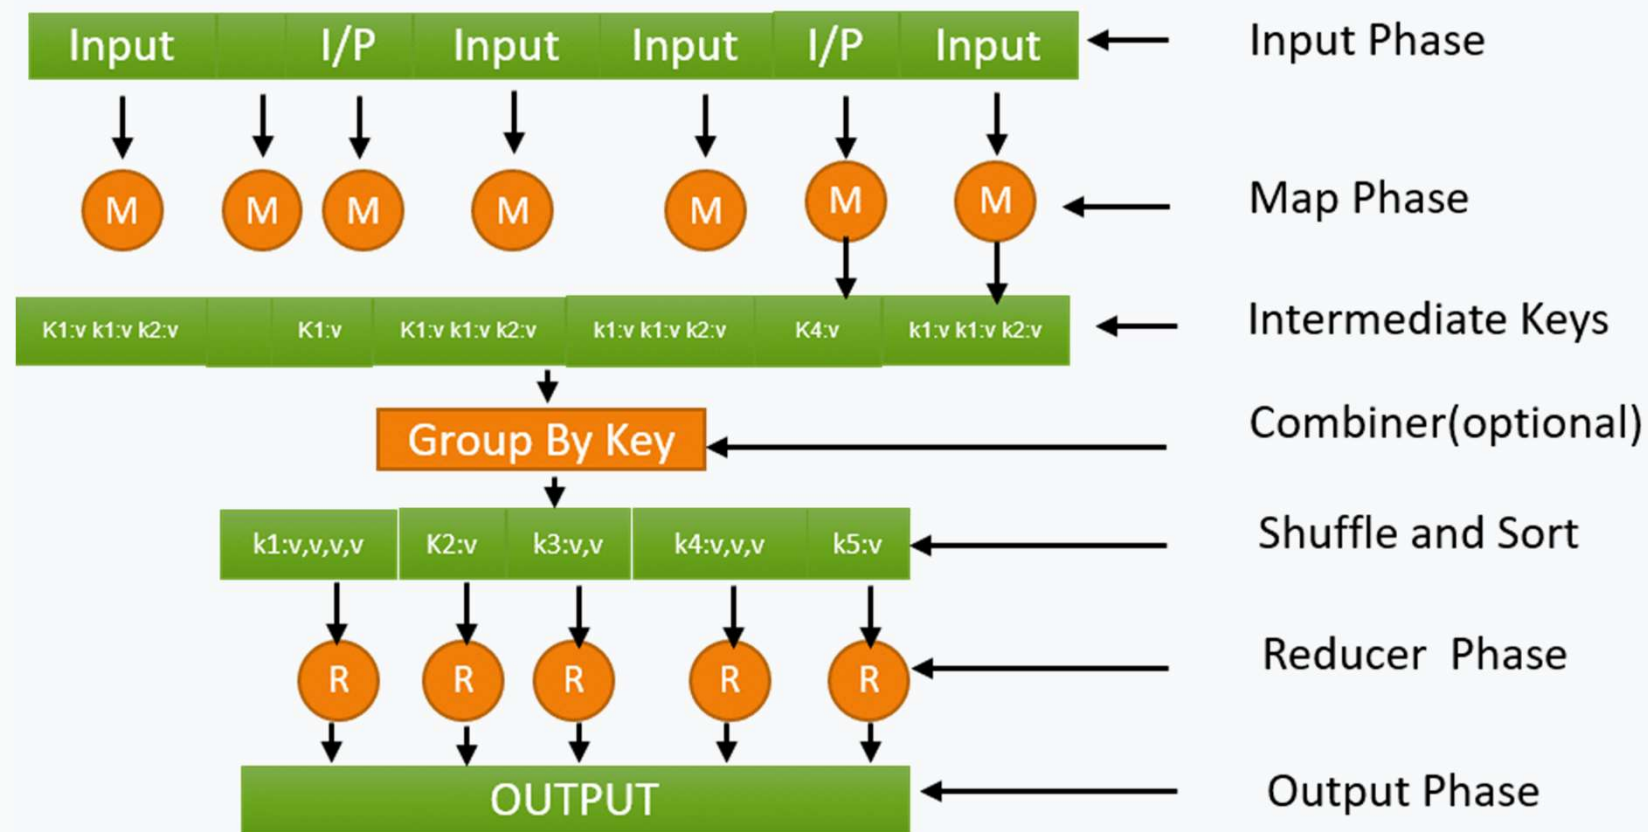 Input I/P Input Input I/P Input Input Phase
M M M M M M M Map Phase
K1:v k1:v k2:v K1:v K1:v k1:v k2:v k1:v k1:v k2:v K4:v k1:v k1:v k2:v Intermediate Keys
Group By Key Combiner(optional)
k1:v,v,v,v K2:v k3:v,v k4:v,v,v k5:v Shuffle and Sort
R R R R R Reducer Phase
OUTPUT Output Phase